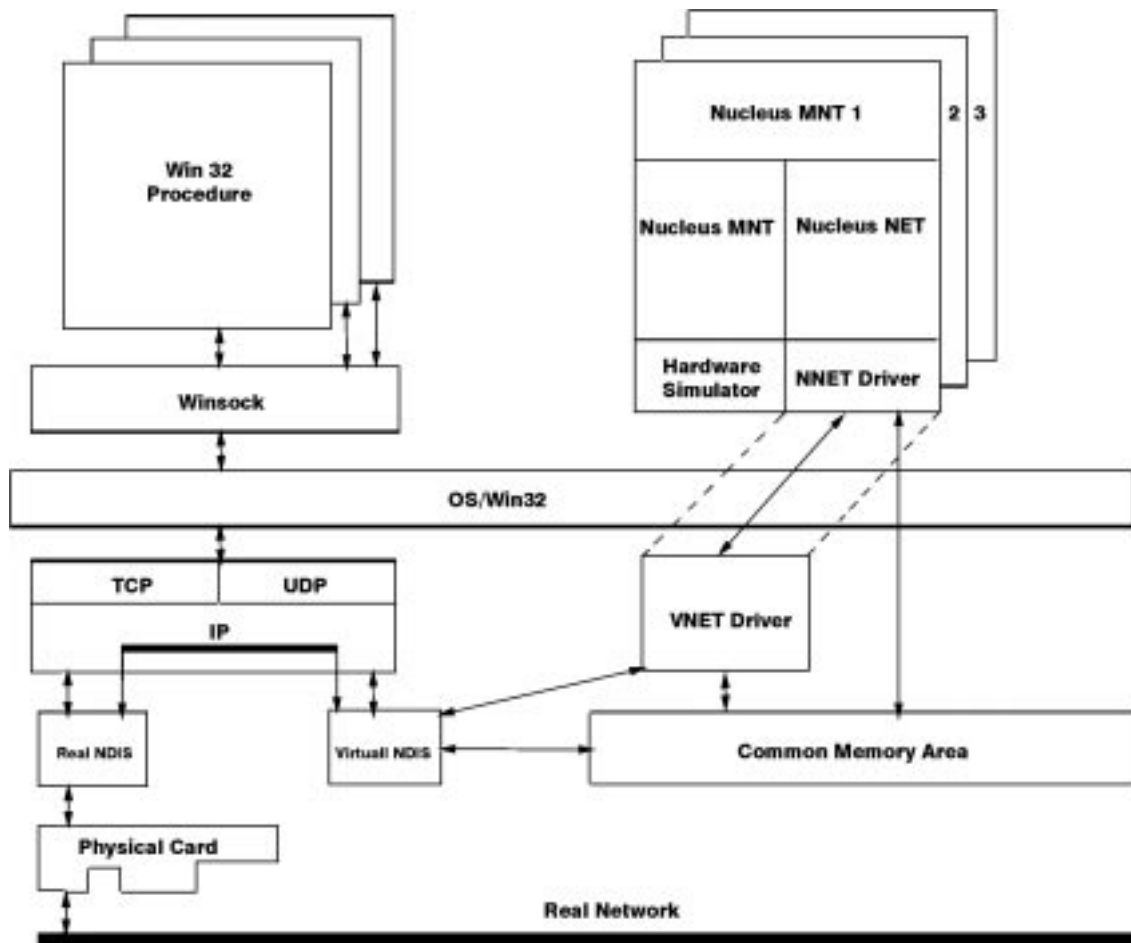 Nucleus MNT 1
2
3
Win 32
Procedure
Nucleus MNT
Nucleus NET
Hardware
Simulator
NNET Driver
Winsock
OS/Win32
TCP
UDP
IP
VNET Driver
Real NDIS
Virtuall NDIS
Common Memory Area
Physical Card
Real Network